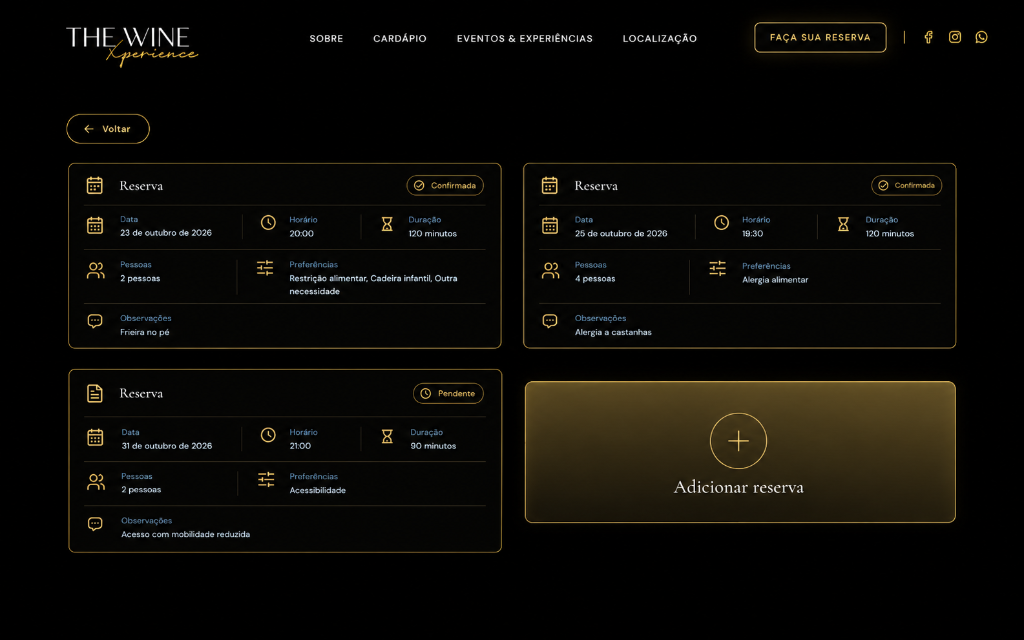 THE WINE
Xperience
SOBRE
CARDÁPIO
EVENTOS & EXPERIÊNCIAS
LOCALIZAÇÃO
FAÇA SUA RESERVA
Voltar
Reserva
Confirmada
Data
23 de outubro de 2026
Horário
20:00
Duração
120 minutos
Pessoas
2 pessoas
Preferências
Restrição alimentar, Cadeira infantil, Outra
necessidade
Observações
Frieira no pé
Reserva
Confirmada
Data
25 de outubro de 2026
Horário
19:30
Duração
120 minutos
Pessoas
4 pessoas
Preferências
Alergia alimentar
Observações
Alergia a castanhas
Reserva
Pendente
Data
31 de outubro de 2026
Horário
21:00
Duração
90 minutos
Pessoas
2 pessoas
Preferências
Acessibilidade
Observações
Acesso com mobilidade reduzida
Adicionar reserva